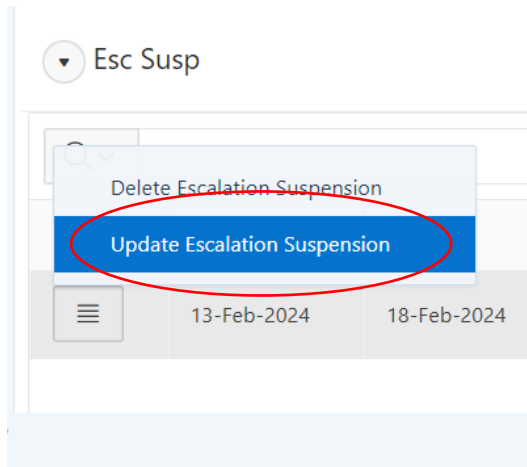 Esc Susp
Delete Escalation Suspension
Update Escalation Suspension
13-Feb-2024 18-Feb-2024